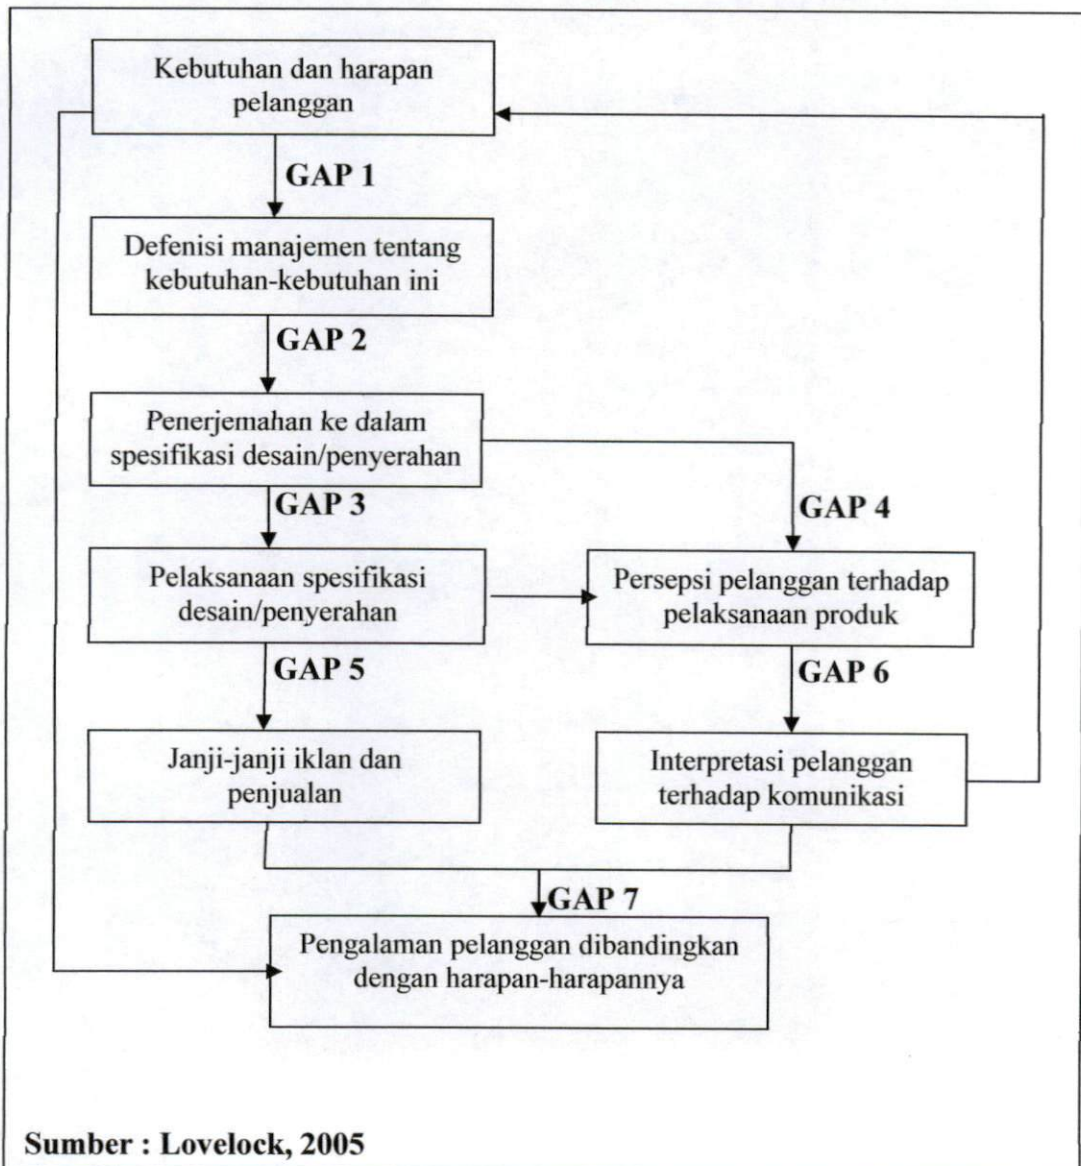 Kebutuhan dan harapan
pelanggan
GAP 1
Defenisi manajemen tentang
kebutuhan-kebutuhan ini
GAP 2
Penerjemahan ke dalam
spesifikasi desain/penyerahan
GAP 3
GAP 4
Pelaksanaan spesifikasi
desain/penyerahan
Persepsi pelanggan terhadap
pelaksanaan produk
GAP 5
GAP 6
Janji-janji iklan dan
penjualan
Interpretasi pelanggan
terhadap komunikasi
GAP 7
Pengalaman pelanggan dibandingkan
dengan harapan-harapannya
Sumber : Lovelock, 2005